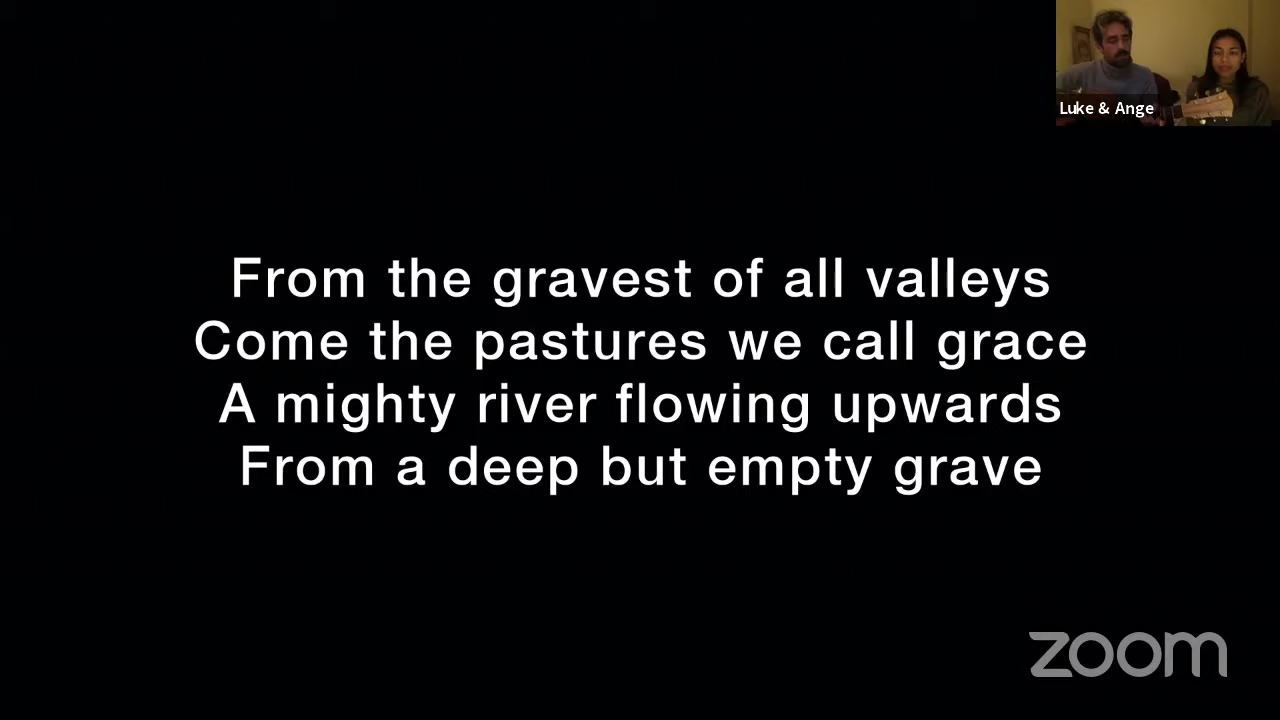 Luke & Ange
From the gravest of all valleys
Come the pastures we call grace
A mighty river flowing upwards
From a deep but empty grave
zoom